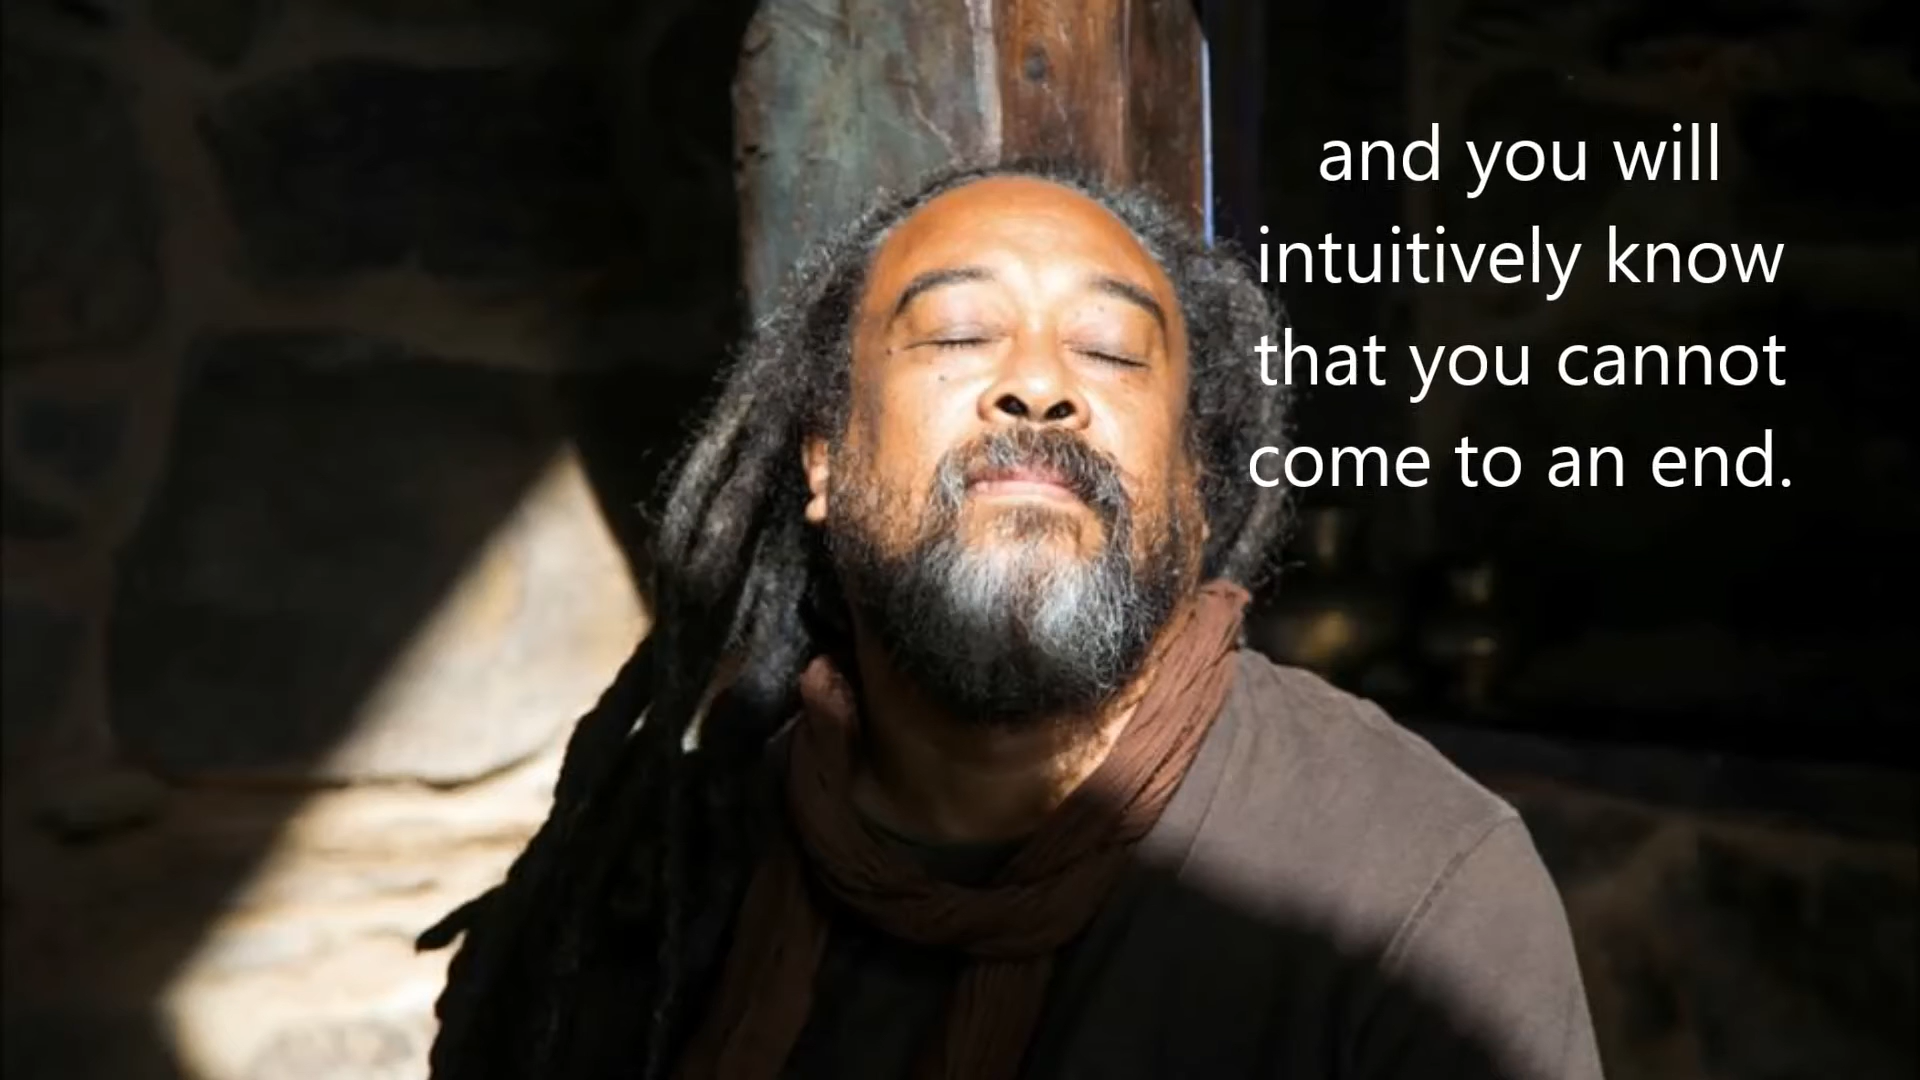 and you will
intuitively know
that you cannot
come to an end.